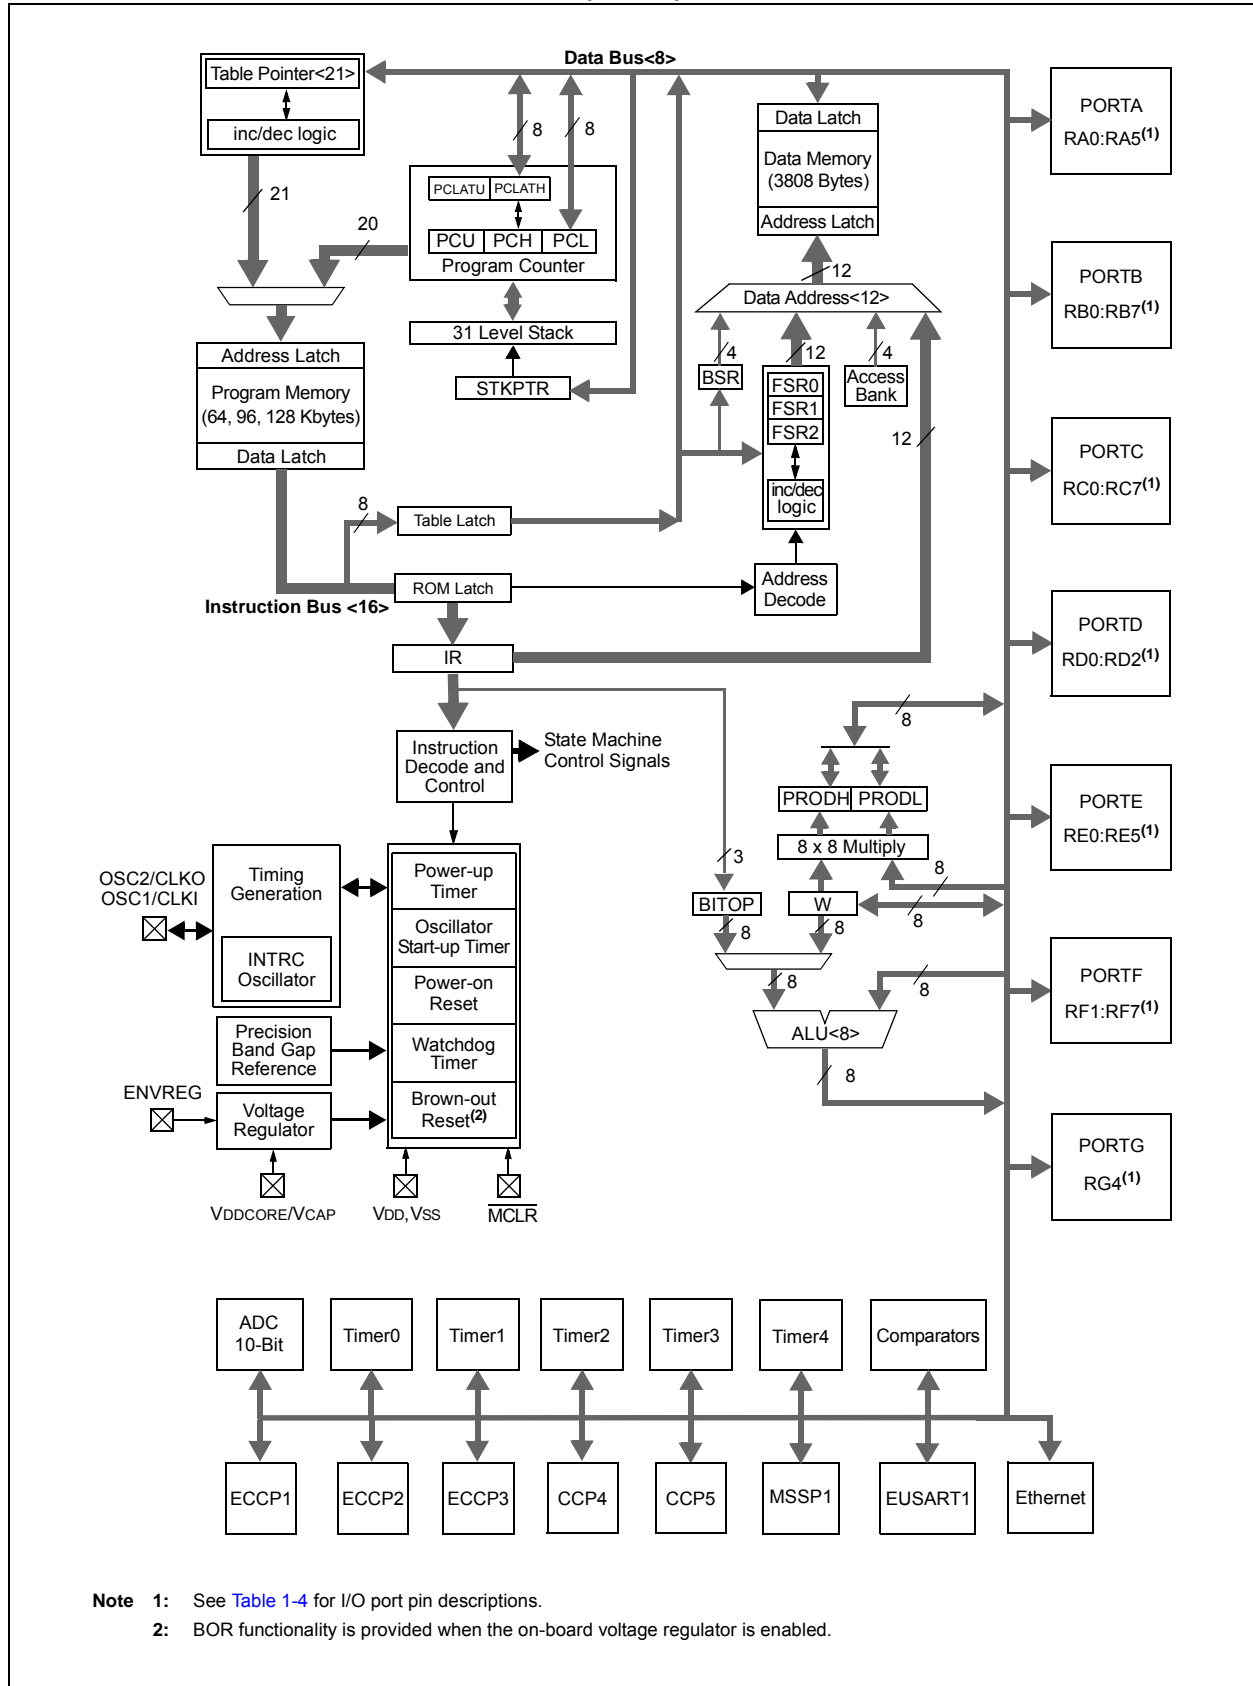 Data Bus<8>
Table Pointer<21>
inc/dec logic
21
20
8
8
PCLATU PCLATH
PCU PCH PCL
Program Counter
31 Level Stack
STKPTR
Data Latch
Data Memory
(3808 Bytes)
Address Latch
12
Data Address<12>
4
12
4
BSR
FSR0
FSR1
FSR2
inc/dec
logic
Access
Bank
12
Address
Decode
Address Latch
Program Memory
(64, 96, 128 Kbytes)
Data Latch
8
Table Latch
ROM Latch
Instruction Bus <16>
IR
Instruction
Decode and
Control
State Machine
Control Signals
8
PRODH PRODL
8 x 8 Multiply
3
8
BITOP
W
8
8
8
8
8
ALU<8>
8
OSC2/CLKO
OSC1/CLKI
Timing
Generation
INTRC
Oscillator
Power-up
Timer
Oscillator
Start-up Timer
Power-on
Reset
Watchdog
Timer
Brown-out
Reset(2)
Precision
Band Gap
Reference
ENVREG
Voltage
Regulator
VDDCORE/VCAP
VDD, VSS
MCLR
PORTA
RA0:RA5(1)
PORTB
RB0:RB7(1)
PORTC
RC0:RC7(1)
PORTD
RD0:RD2(1)
PORTE
RE0:RE5(1)
PORTF
RF1:RF7(1)
PORTG
RG4(1)
ADC
10-Bit
Timer0
Timer1
Timer2
Timer3
Timer4
Comparators
ECCP1
ECCP2
ECCP3
CCP4
CCP5
MSSP1
EUSART1
Ethernet
Note 1: See Table 1-4 for I/O port pin descriptions.
2: BOR functionality is provided when the on-board voltage regulator is enabled.